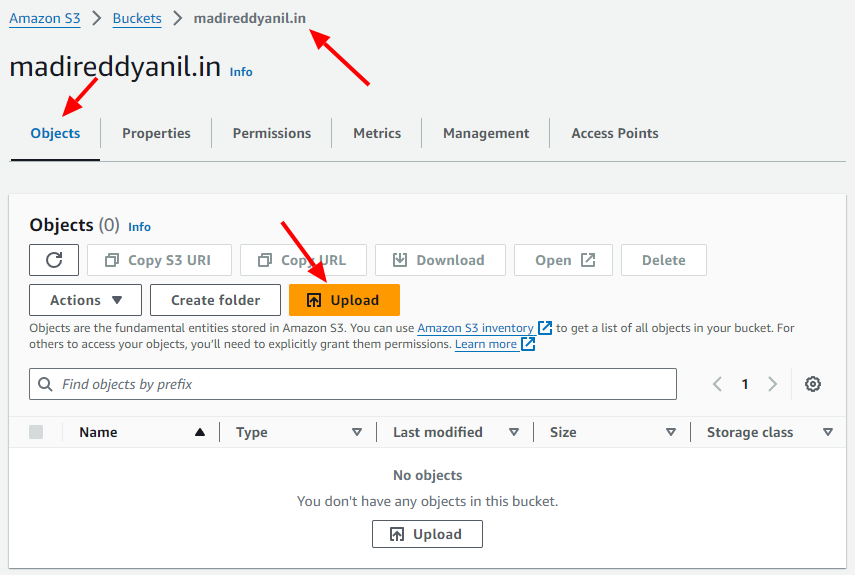 Amazon S3 > Buckets > madireddyanil.in
madireddyanil.in Info
Objects Properties Permissions Metrics Management Access Points
Objects (0) Info
Copy S3 URI Copy URL Download Open Delete
Actions Create folder Upload
Objects are the fundamental entities stored in Amazon S3. You can use Amazon S3 inventory to get a list of all objects in your bucket. For
others to access your objects, you'll need to explicitly grant them permissions. Learn more
Find objects by prefix 1
Name Type Last modified Size Storage class
No objects
You don't have any objects in this bucket.
Upload